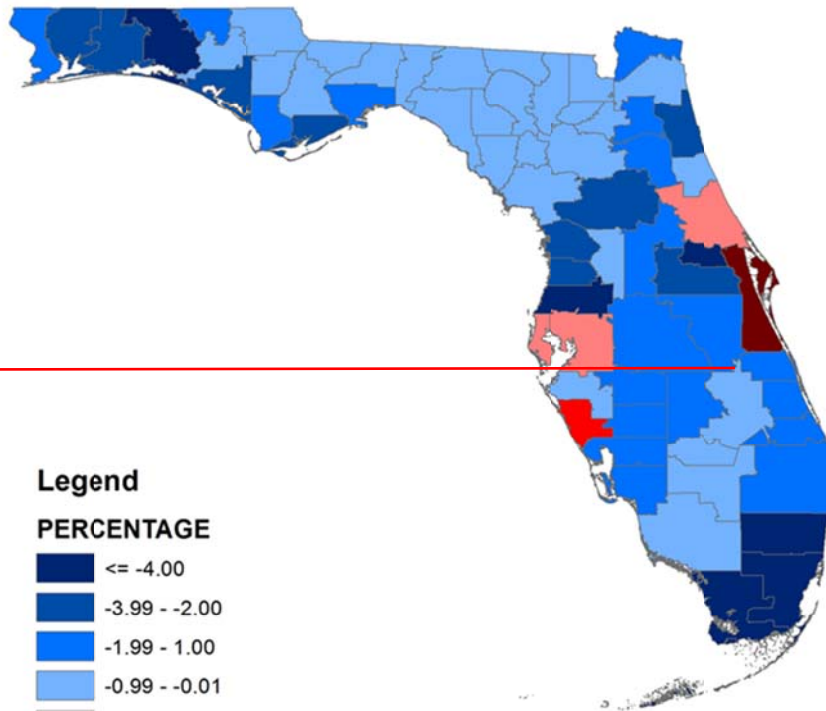 Legend
PERCENTAGE
<= -4.00
-3.99 - -2.00
-1.99 - 1.00
-0.99 - -0.01